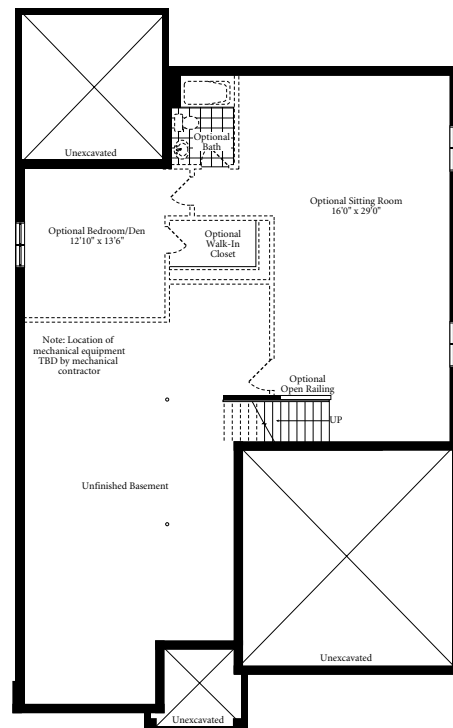 Unexcavated
Optional
Bath
Optional Sitting Room
16'0" x 29'0"
Optional Bedroom/Den
12'10" x 13'6"
Optional
Walk-In
Closet
Note: Location of
mechanical equipment
TBD by mechanical
contractor
Optional
Open Railing
UP
Unfinished Basement
Unexcavated
Unexcavated